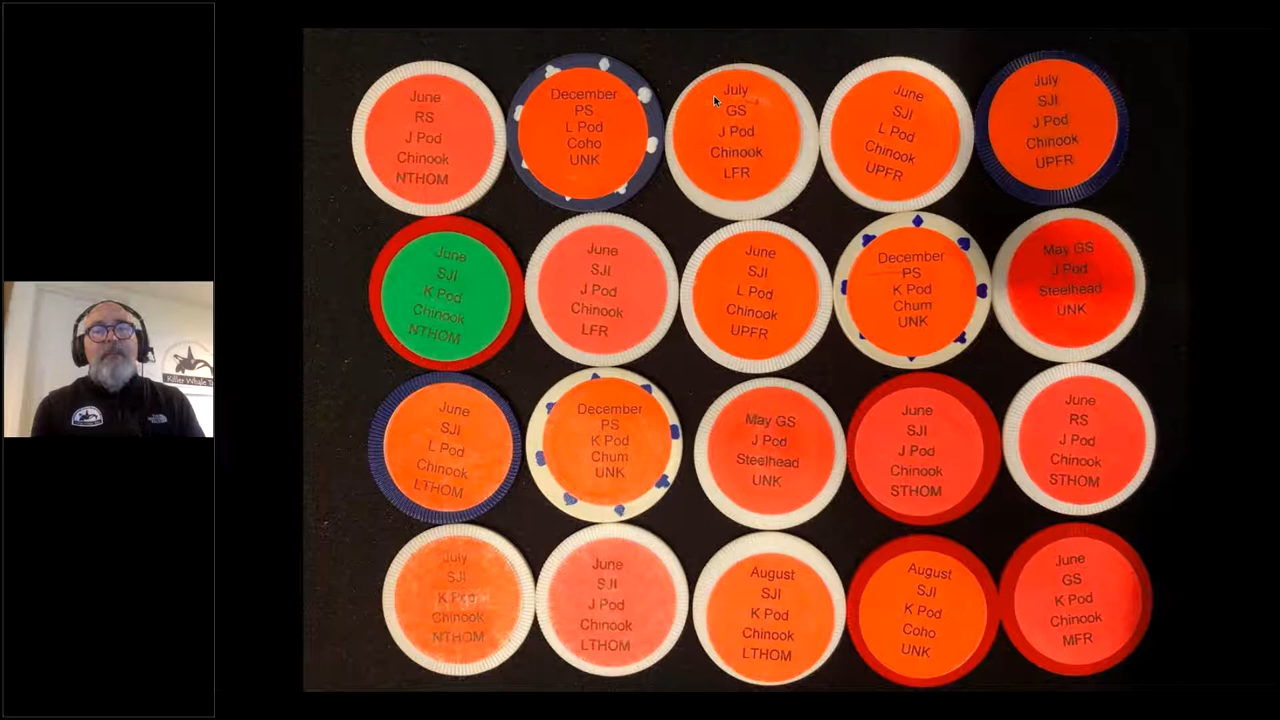 June
RS
J Pod
Chinook
NTHOM
December
PS
L Pod
Coho
UNK
July
GS
J Pod
Chinook
LFR
June
SJI
L Pod
Chinook
UPFR
July
SJI
J Pod
Chinook
UPFR
June
SJI
K Pod
Chinook
NTHOM
June
SJI
J Pod
Chinook
LFR
June
SJI
L Pod
Chinook
UPFR
December
PS
K Pod
Chum
UNK
May GS
J Pod
Steelhead
UNK
June
SJI
L Pod
Chinook
LTHOM
December
PS
K Pod
Chum
UNK
May GS
J Pod
Steelhead
UNK
June
SJI
J Pod
Chinook
STHOM
June
RS
J Pod
Chinook
STHOM
July
SJI
K Pod
Chinook
NTHOM
June
SJI
J Pod
Chinook
LTHOM
August
SJI
K Pod
Chinook
LTHOM
August
SJI
K Pod
Coho
UNK
June
GS
K Pod
Chinook
MFR
Killer Whale